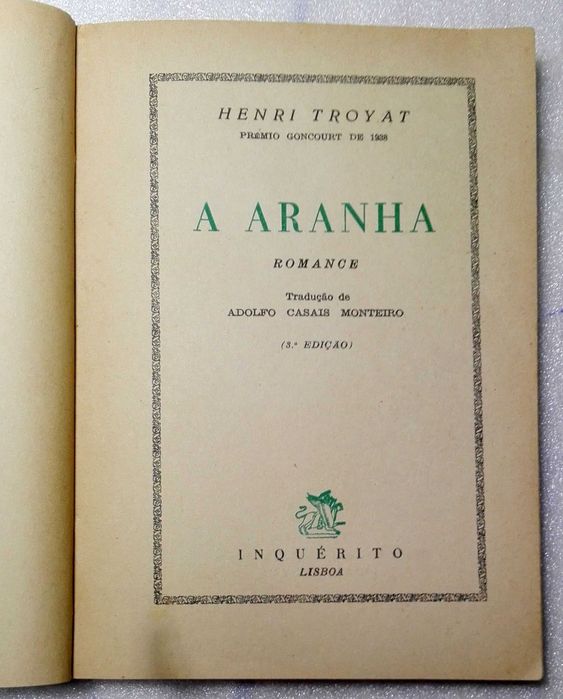 HENRI TROYAT
PRÉMIO GONCOURT DE 1938
A ARANHA
ROMANCE
Tradução de
ADOLFO CASAIS MONTEIRO
(3.ª EDIÇÃO)
INQUÉRITO
LISBOA